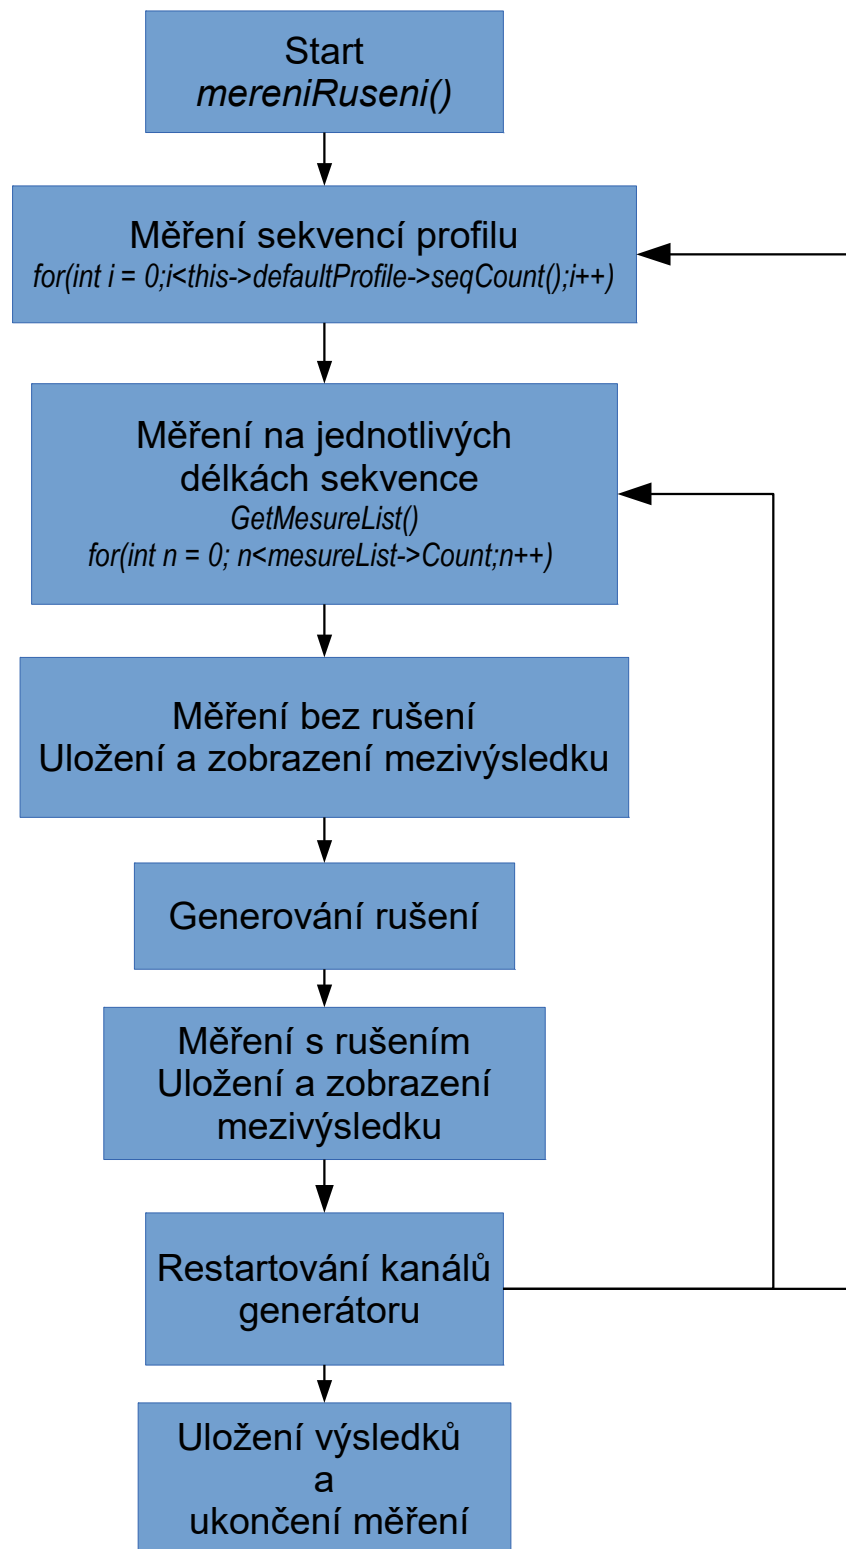 Start
mereniRuseni()
Měření sekvencí profilu
for(int i = 0;i<this->defaultProfile->seqCount();i++)
Měření na jednotlivých
délkách sekvence
GetMesureList()
for(int n = 0; n<mesureList->Count;n++)
Měření bez rušení
Uložení a zobrazení mezivýsledku
Generování rušení
Měření s rušením
Uložení a zobrazení
mezivýsledku
Restartování kanálů
generátoru
Uložení výsledků
a
ukončení měření